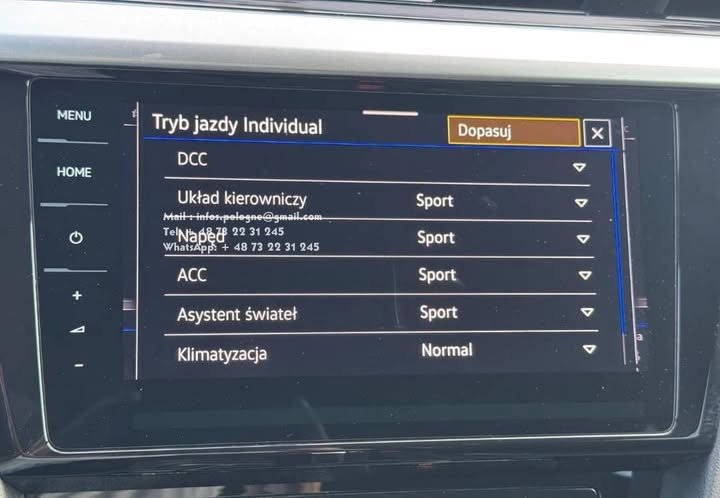 MENU
HOME
Tryb jazdy Individual
Dopasuj
DCC
Układ kierowniczy Sport
Mail : infos.pologne@gmail.com
Napęd Sport
Tel : + 48 73 22 31 245
WhatsApp: + 48 73 22 31 245
ACC Sport
Asystent świateł Sport
Klimatyzacja Normal